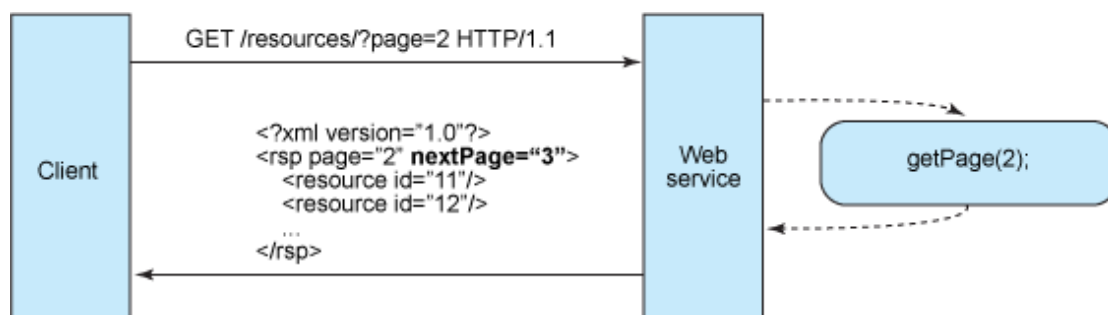 GET /resources/?page=2 HTTP/1.1
<?xml version=”1.0”?>
<rsp page=”2” nextPage=“3”>
<resource id=”11”/>
<resource id=”12”/>
...
</rsp>
Client
Web
service
getPage(2);